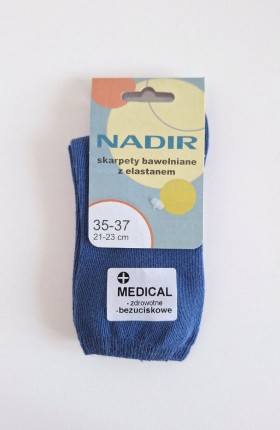 NADIR
skarpety bawełniane
z elastanem
35-37
21-23 cm
MEDICAL
- zdrowotne
-bezuciskowe